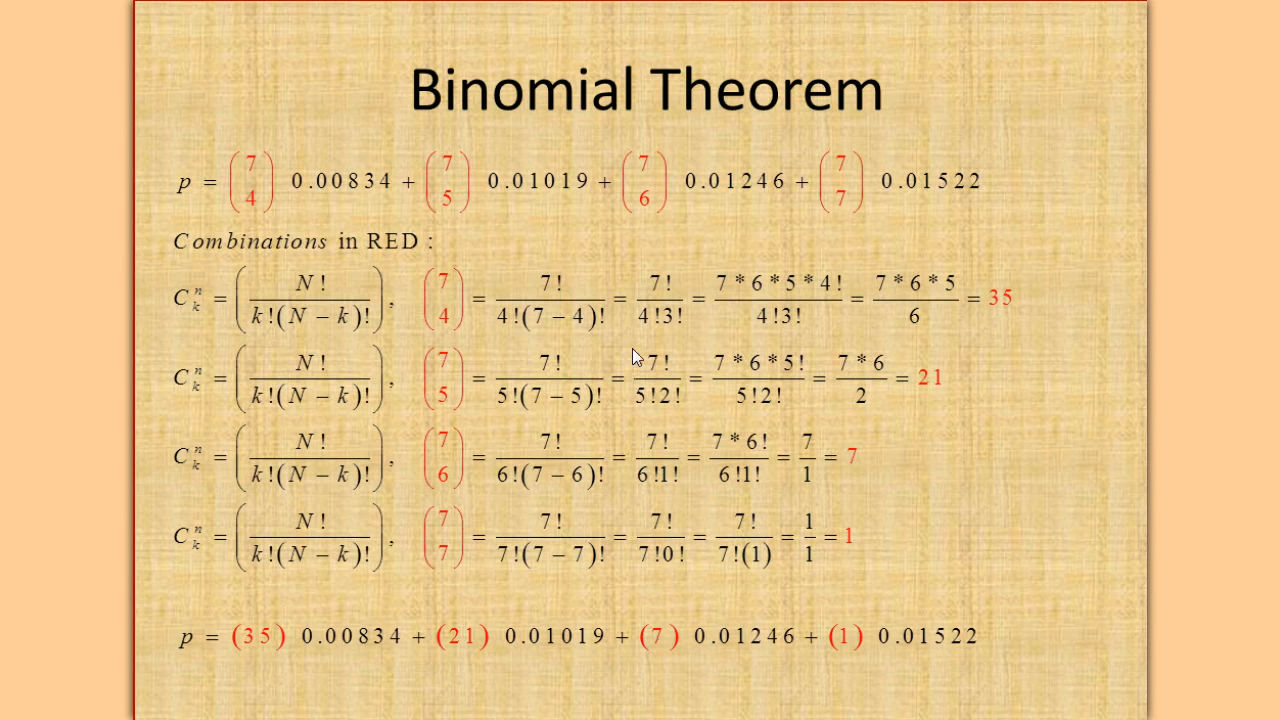 Binomial Theorem
p = (7 4) 0.00834 + (7 5) 0.01019 + (7 6) 0.01246 + (7 7) 0.01522
Combinations in RED :
C^n_k = (N! / k!(N − k)!), (7 4) = 7! / 4!(7 − 4)! = 7! / 4!3! = 7*6*5*4! / 4!3! = 7*6*5 / 6 = 35
C^n_k = (N! / k!(N − k)!), (7 5) = 7! / 5!(7 − 5)! = 7! / 5!2! = 7*6*5! / 5!2! = 7*6 / 2 = 21
C^n_k = (N! / k!(N − k)!), (7 6) = 7! / 6!(7 − 6)! = 7! / 6!1! = 7*6! / 6!1! = 7 / 1 = 7
C^n_k = (N! / k!(N − k)!), (7 7) = 7! / 7!(7 − 7)! = 7! / 7!0! = 7! / 7!(1) = 1 / 1 = 1
p = (35) 0.00834 + (21) 0.01019 + (7) 0.01246 + (1) 0.01522